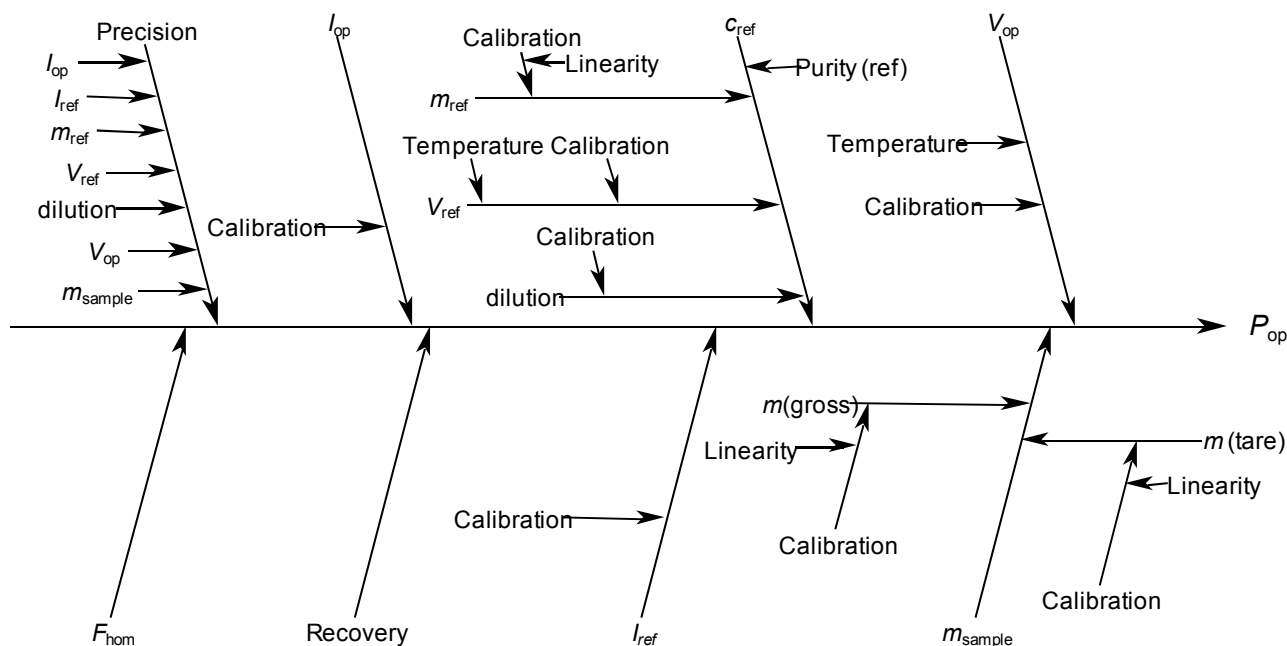 Precision
I_op
c_ref
V_op
Calibration
Linearity
I_op
Purity (ref)
I_ref
m_ref
m_ref
Temperature
Temperature Calibration
V_ref
V_ref
dilution
Calibration
Calibration
V_op
Calibration
m_sample
dilution
P_op
m(gross)
m (tare)
Linearity
Linearity
Calibration
Calibration
Calibration
F_hom
Recovery
I_ref
m_sample